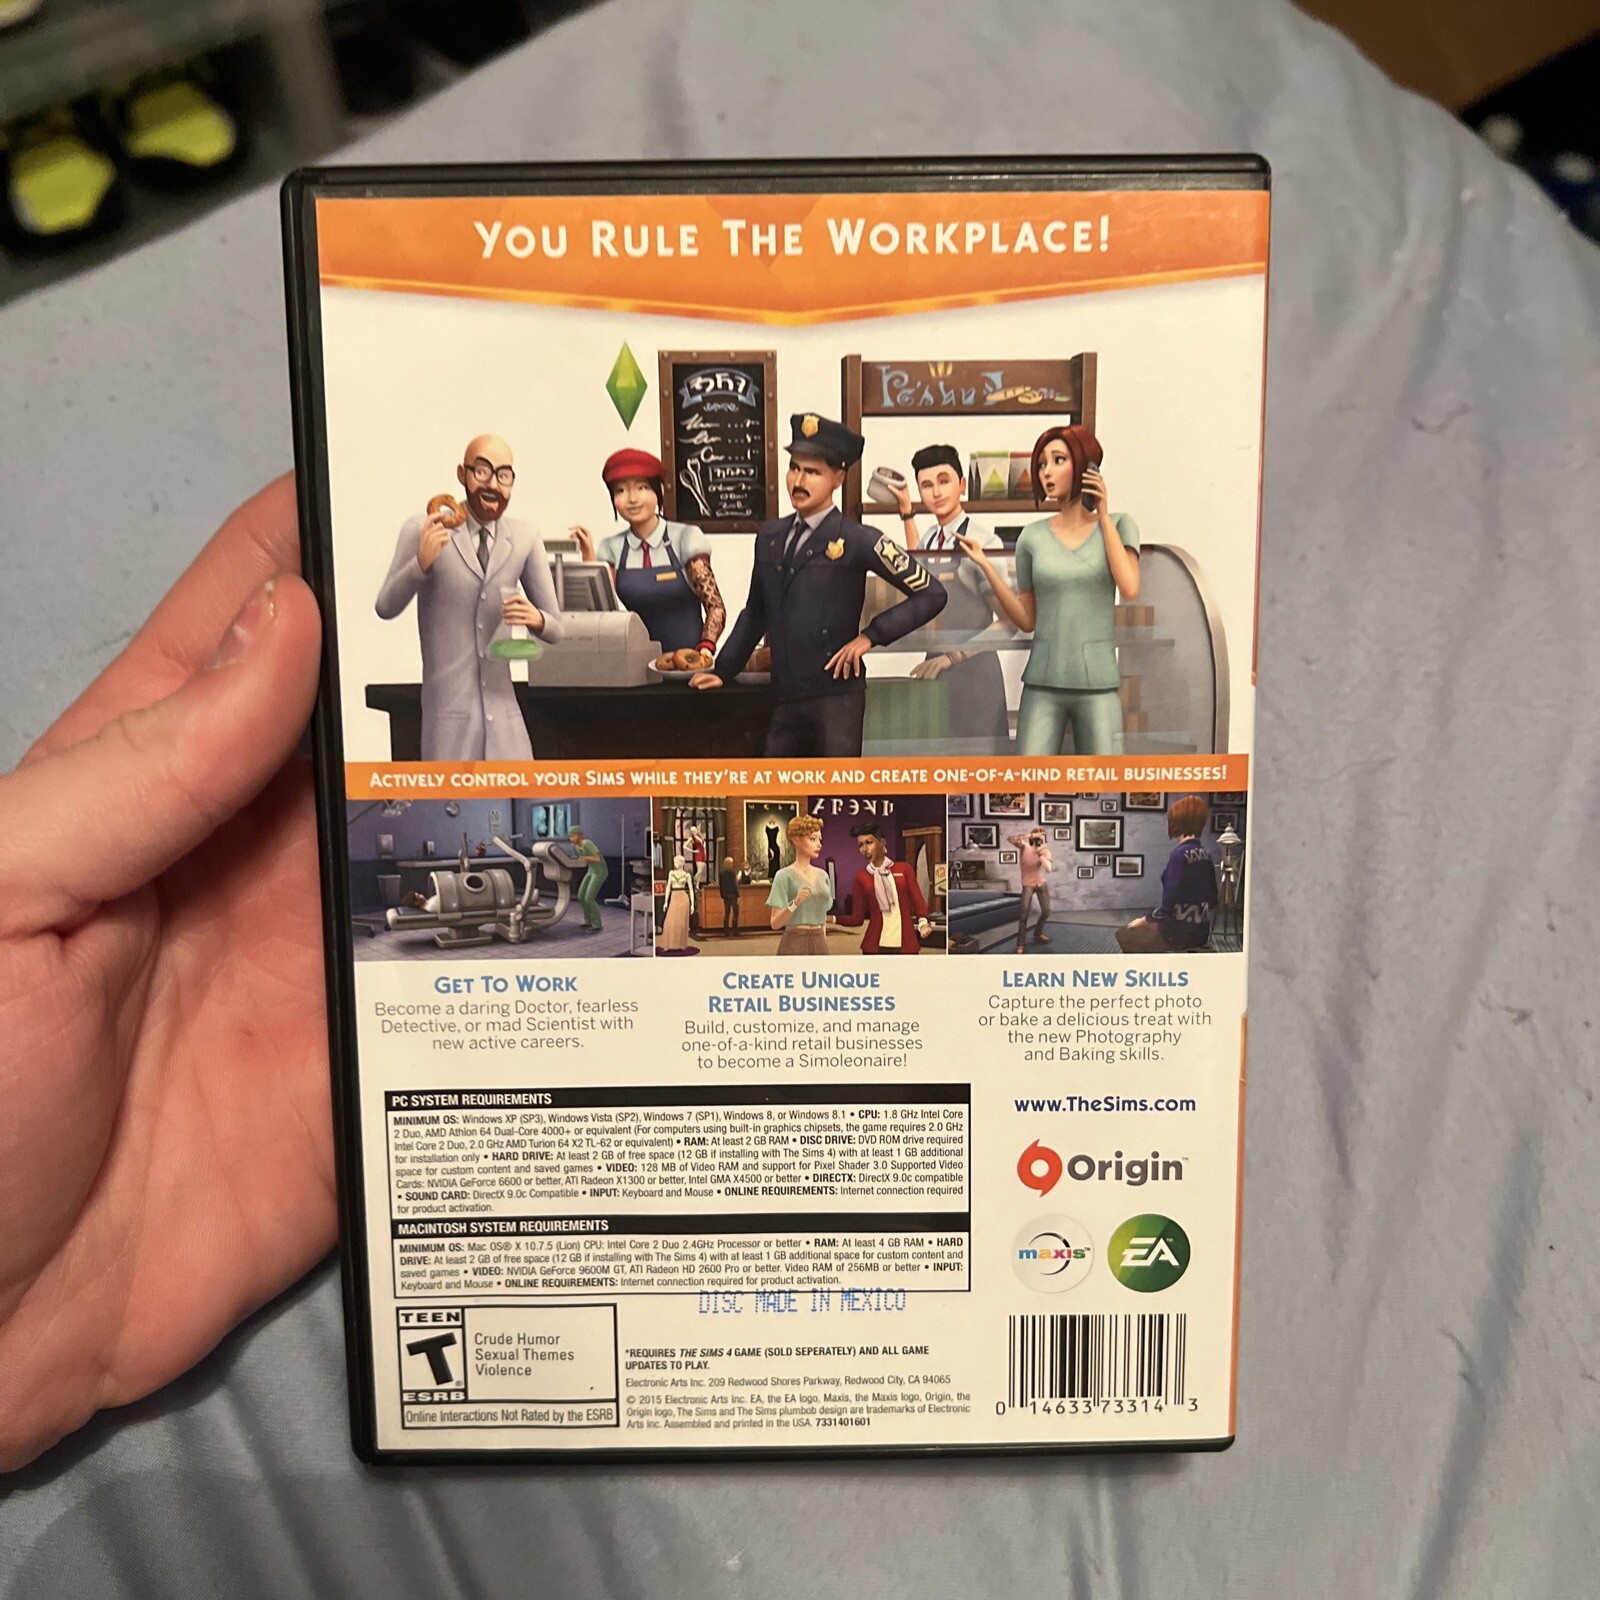 YOU RULE THE WORKPLACE!
ACTIVELY CONTROL YOUR SIMS WHILE THEY'RE AT WORK AND CREATE ONE-OF-A-KIND RETAIL BUSINESSES!
GET TO WORK
Become a daring Doctor, fearless
Detective, or mad Scientist with
new active careers.
CREATE UNIQUE
RETAIL BUSINESSES
Build, customize, and manage
one-of-a-kind retail businesses
to become a Simoleonaire!
LEARN NEW SKILLS
Capture the perfect photo
or bake a delicious treat with
the new Photography
and Baking skills.
PC SYSTEM REQUIREMENTS
MINIMUM OS: Windows XP (SP3), Windows Vista (SP2), Windows 7 (SP1), Windows 8, or Windows 8.1 • CPU: 1.8 GHz Intel Core
2 Duo, AMD Athlon 64 Dual-Core 4000+ or equivalent (For computers using built-in graphics chipsets, the game requires 2.0 GHz
Intel Core 2 Duo, 2.0 GHz AMD Turion 64 X2 TL-62 or equivalent) • RAM: At least 2 GB RAM • DISC DRIVE: DVD ROM drive required
for installation only • HARD DRIVE: At least 2 GB of free space (12 GB if installing with The Sims 4) with at least 1 GB additional
space for custom content and saved games • VIDEO: 128 MB of Video RAM and support for Pixel Shader 3.0 Supported Video
Cards: NVIDIA GeForce 6600 or better, ATI Radeon X1300 or better, Intel GMA X4500 or better • DIRECTX: DirectX 9.0c compatible
• SOUND CARD: DirectX 9.0c Compatible • INPUT: Keyboard and Mouse • ONLINE REQUIREMENTS: Internet connection required
for product activation.
MACINTOSH SYSTEM REQUIREMENTS
MINIMUM OS: Mac OS® X 10.7.5 (Lion) CPU: Intel Core 2 Duo 2.4GHz Processor or better • RAM: At least 4 GB RAM • HARD
DRIVE: At least 2 GB of free space (12 GB if installing with The Sims 4) with at least 1 GB additional space for custom content and
saved games • VIDEO: NVIDIA GeForce 9600M GT, ATI Radeon HD 2600 Pro or better. Video RAM of 256MB or better • INPUT:
Keyboard and Mouse • ONLINE REQUIREMENTS: Internet connection required for product activation.
DISC MADE IN MEXICO
www.TheSims.com
Origin™
maxis™
EA
TEEN
T
ESRB
Crude Humor
Sexual Themes
Violence
Online Interactions Not Rated by the ESRB
*REQUIRES THE SIMS 4 GAME (SOLD SEPERATELY) AND ALL GAME
UPDATES TO PLAY.
Electronic Arts Inc. 209 Redwood Shores Parkway, Redwood City, CA 94065
© 2015 Electronic Arts Inc. EA, the EA logo, Maxis, the Maxis logo, Origin, the
Origin logo, The Sims and The Sims plumbob design are trademarks of Electronic
Arts Inc. Assembled and printed in the USA. 7331401601
0 14633 73314 3